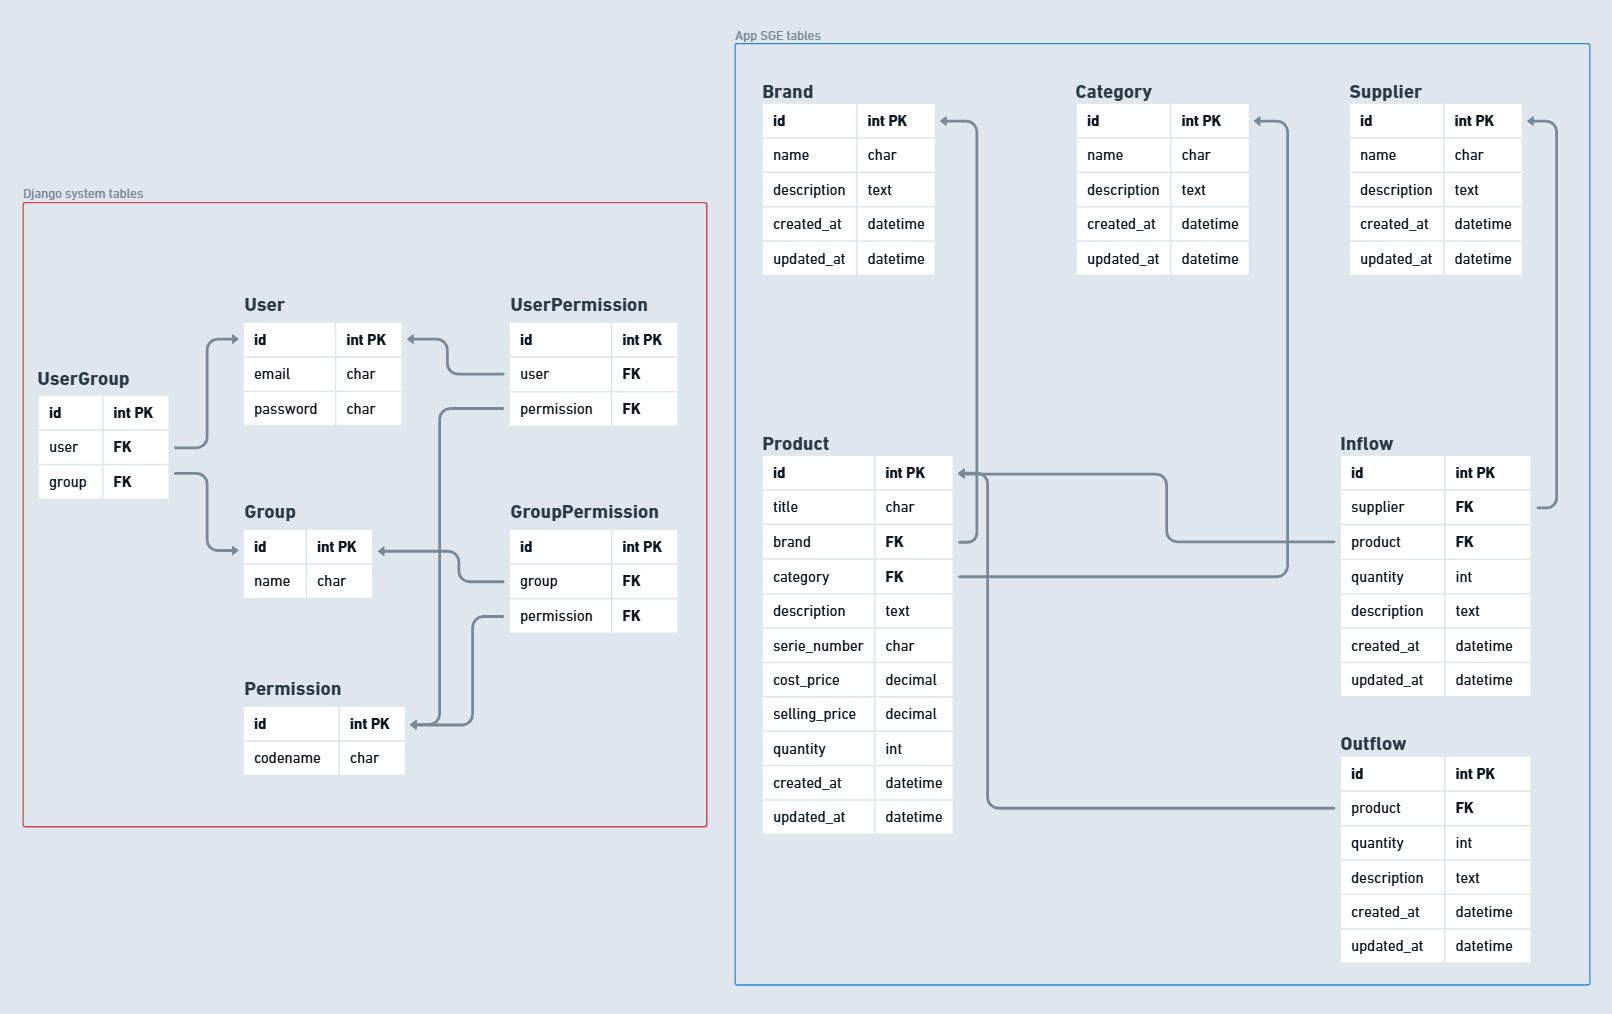 Django system tables
UserGroup
id int PK
user FK
group FK
User
id int PK
email char
password char
UserPermission
id int PK
user FK
permission FK
Group
id int PK
name char
GroupPermission
id int PK
group FK
permission FK
Permission
id int PK
codename char
App SGE tables
Brand
id int PK
name char
description text
created_at datetime
updated_at datetime
Category
id int PK
name char
description text
created_at datetime
updated_at datetime
Supplier
id int PK
name char
description text
created_at datetime
updated_at datetime
Product
id int PK
title char
brand FK
category FK
description text
serie_number char
cost_price decimal
selling_price decimal
quantity int
created_at datetime
updated_at datetime
Inflow
id int PK
supplier FK
product FK
quantity int
description text
created_at datetime
updated_at datetime
Outflow
id int PK
product FK
quantity int
description text
created_at datetime
updated_at datetime